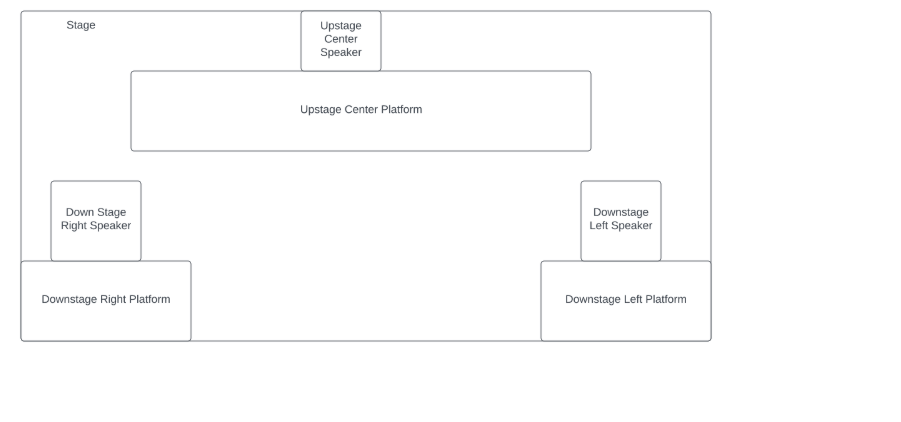 Stage
Upstage
Center
Speaker
Upstage Center Platform
Down Stage
Right Speaker
Downstage
Left Speaker
Downstage Right Platform
Downstage Left Platform